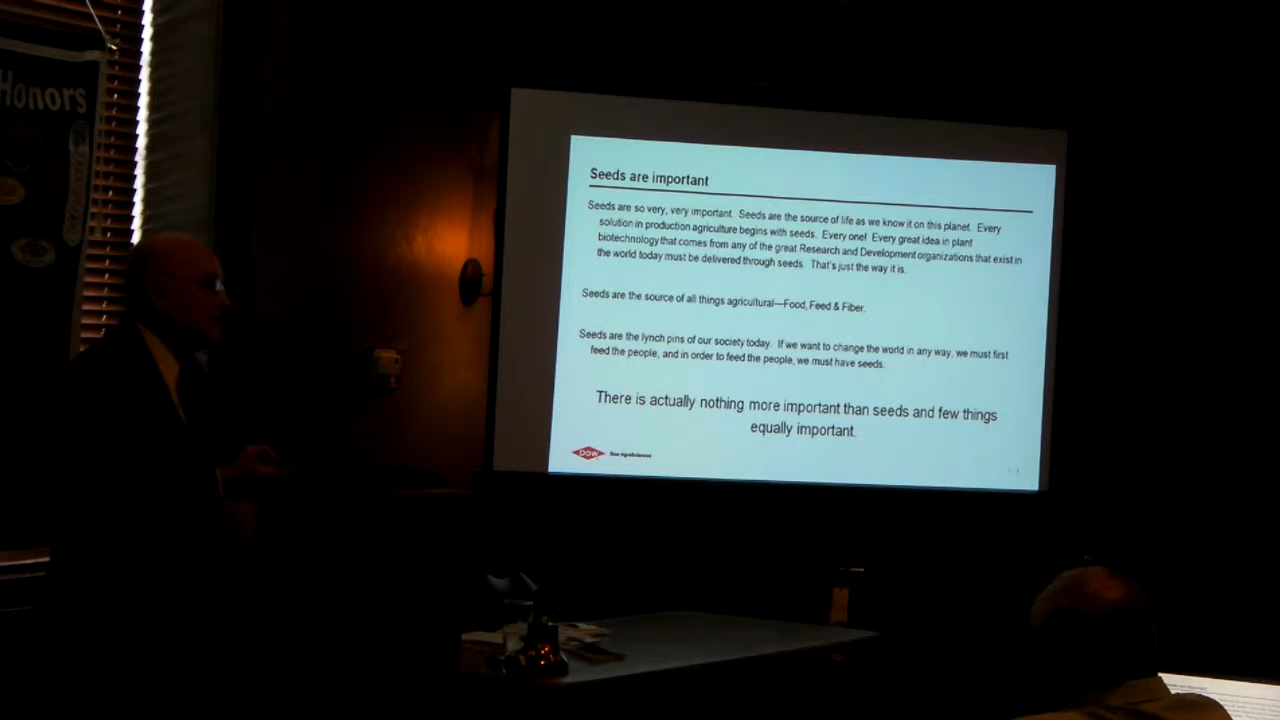 Honors
Seeds are important
Seeds are so very, very important. Seeds are the source of life as we know it on this planet. Every
solution in production agriculture begins with seeds. Every one! Every great idea in plant
biotechnology that comes from any of the great Research and Development organizations that exist in
the world today must be delivered through seeds. That's just the way it is.
Seeds are the source of all things agricultural—Food, Feed & Fiber.
Seeds are the lynch pins of our society today. If we want to change the world in any way, we must first
feed the people, and in order to feed the people, we must have seeds.
There is actually nothing more important than seeds and few things
equally important.
DOW Dow AgroSciences